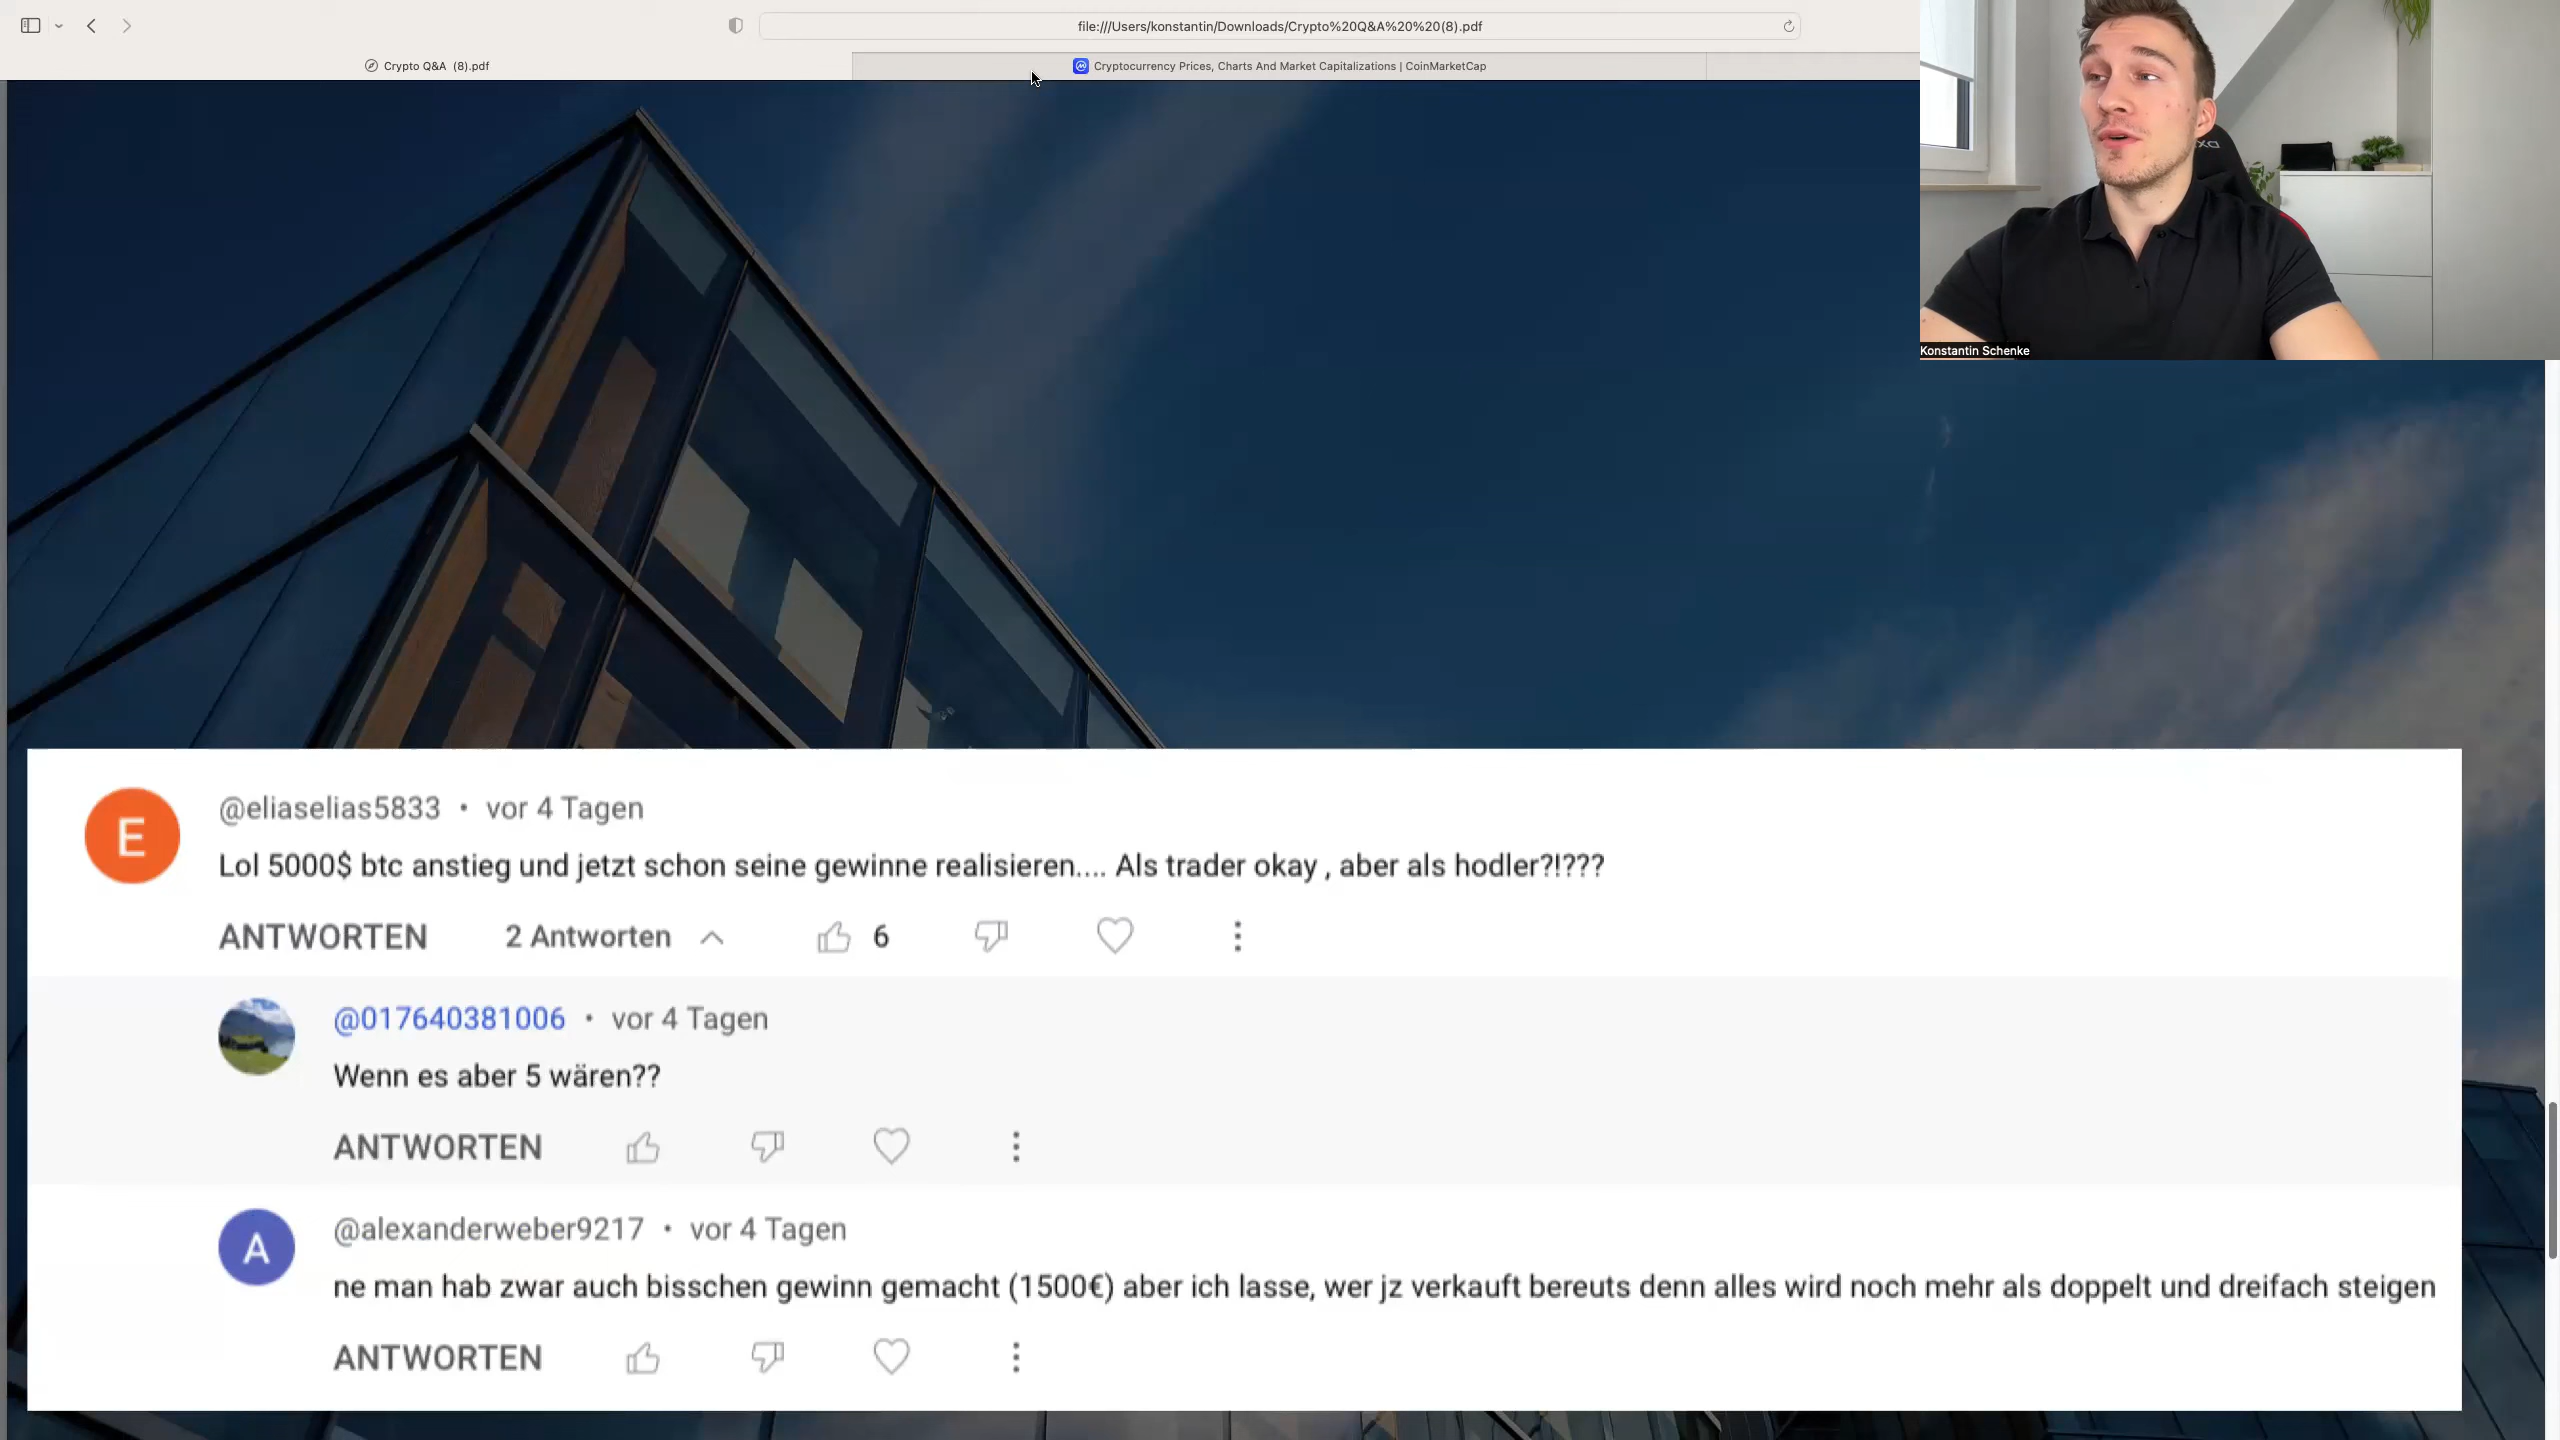 file:///Users/konstantin/Downloads/Crypto%20Q&A%20%20(8).pdf
Crypto Q&A (8).pdf
Cryptocurrency Prices, Charts And Market Capitalizations | CoinMarketCap
Konstantin Schenke
E
@eliaselias5833 • vor 4 Tagen
Lol 5000$ btc anstieg und jetzt schon seine gewinne realisieren.... Als trader okay , aber als hodler?!???
ANTWORTEN 2 Antworten 6
@017640381006 • vor 4 Tagen
Wenn es aber 5 wären??
ANTWORTEN
A
@alexanderweber9217 • vor 4 Tagen
ne man hab zwar auch bisschen gewinn gemacht (1500€) aber ich lasse, wer jz verkauft bereuts denn alles wird noch mehr als doppelt und dreifach steigen
ANTWORTEN